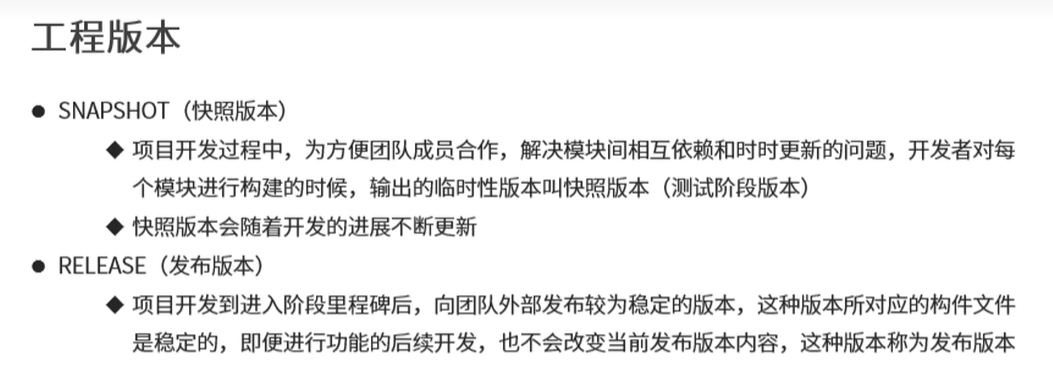 工程版本
● SNAPSHOT（快照版本）
◆ 项目开发过程中，为方便团队成员合作，解决模块间相互依赖和时时更新的问题，开发者对每
个模块进行构建的时候，输出的临时性版本叫快照版本（测试阶段版本）
◆ 快照版本会随着开发的进展不断更新
● RELEASE（发布版本）
◆ 项目开发到进入阶段里程碑后，向团队外部发布较为稳定的版本，这种版本所对应的构件文件
是稳定的，即便进行功能的后续开发，也不会改变当前发布版本内容，这种版本称为发布版本